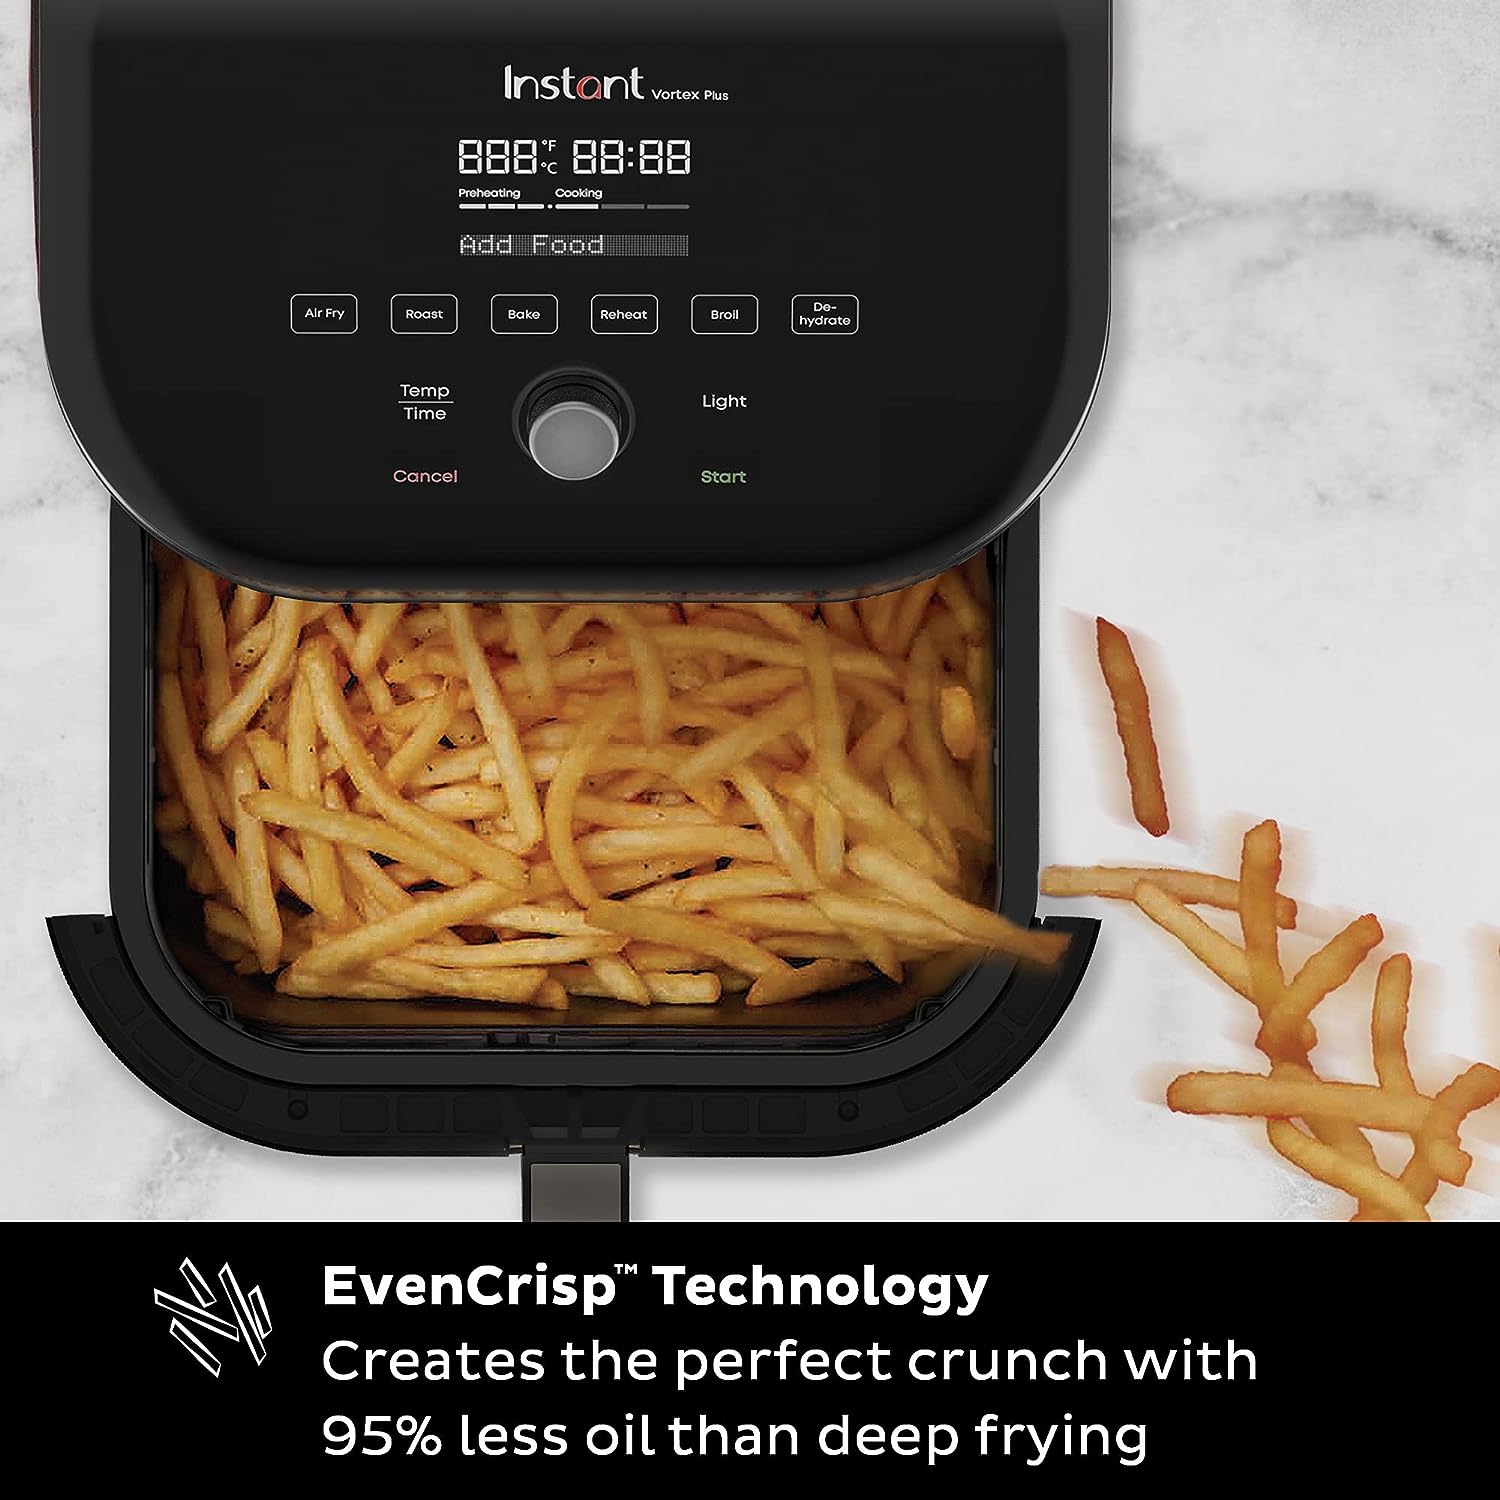 Instant Vortex Plus
888°F °C 88:88
Preheating Cooking
Add Food
Air Fry Roast Bake Reheat Broil De-
hydrate
Temp
Time
Light
Cancel Start
EvenCrisp™ Technology
Creates the perfect crunch with
95% less oil than deep frying